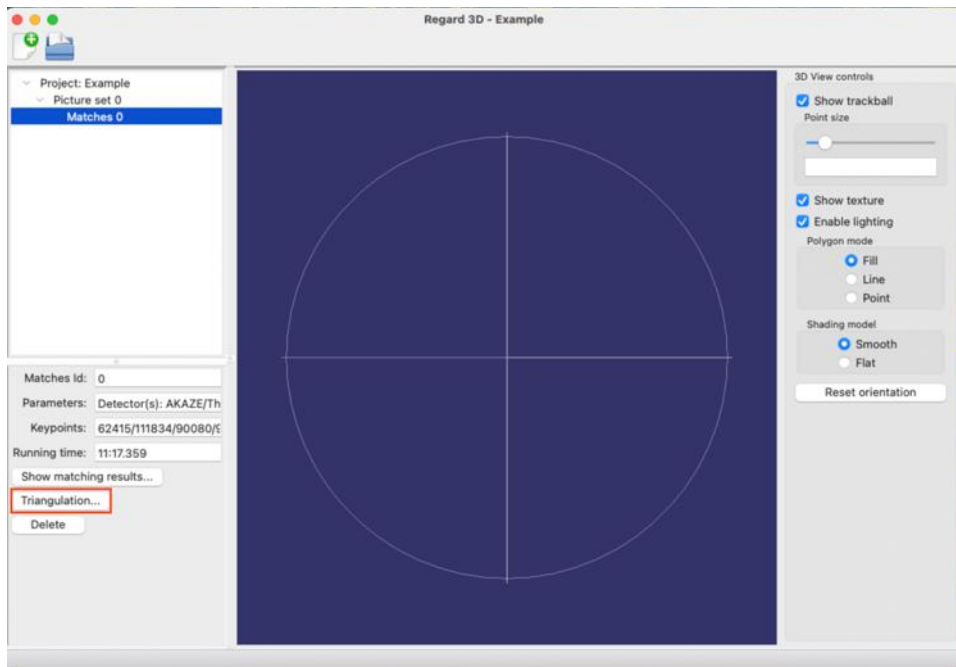 Regard 3D - Example
Project: Example
Picture set 0
Matches 0
Matches Id: 0
Parameters: Detector(s): AKAZE/Th
Keypoints: 62415/111834/90080/9
Running time: 11:17.359
Show matching results...
Triangulation...
Delete
3D View controls
Show trackball
Point size
Show texture
Enable lighting
Polygon mode
Fill
Line
Point
Shading model
Smooth
Flat
Reset orientation